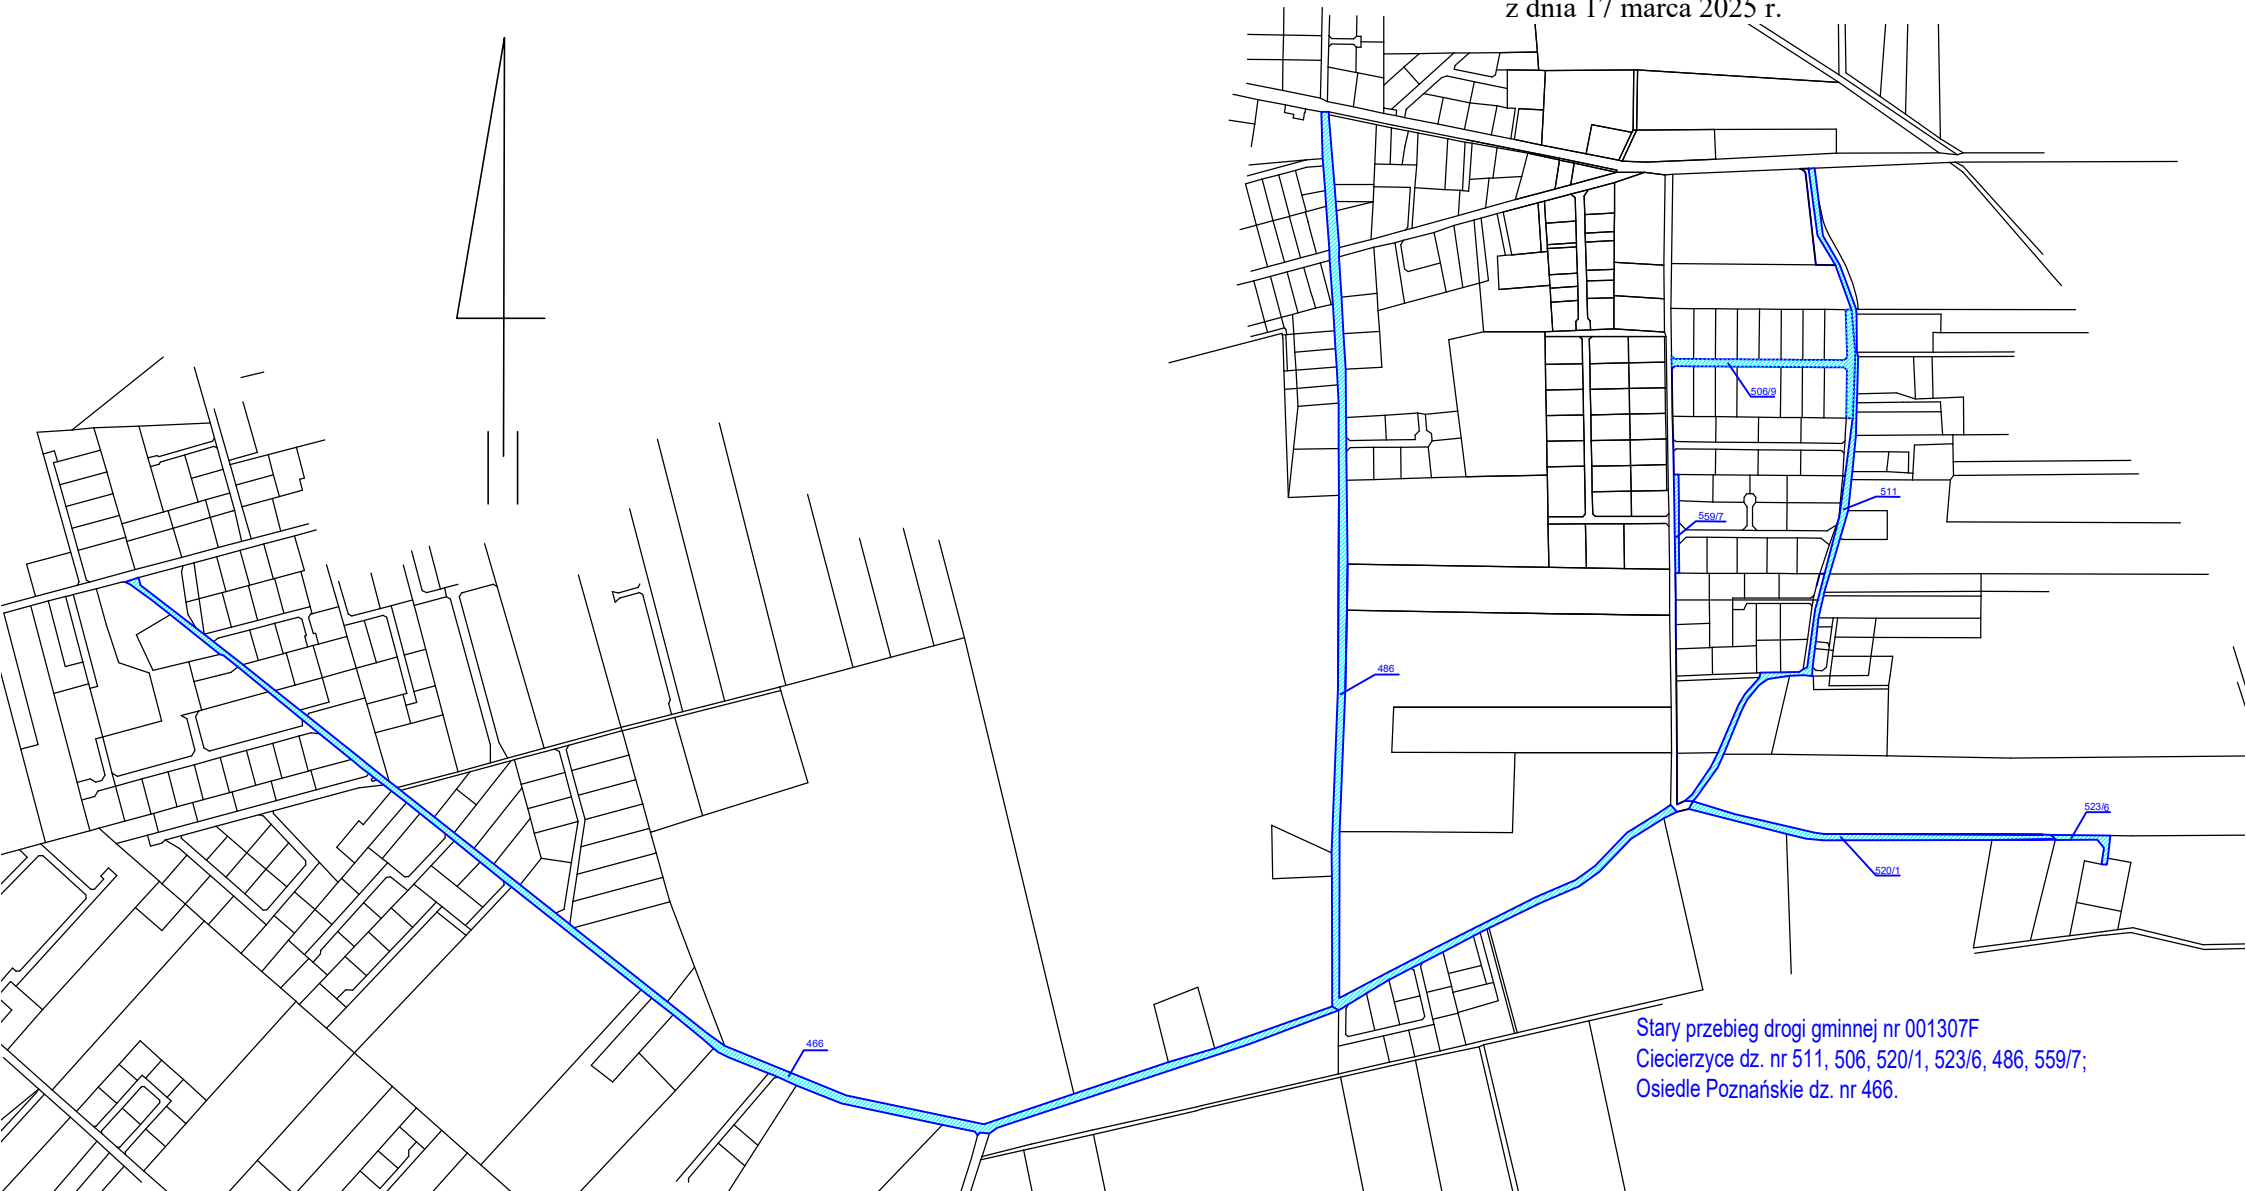 z dnia 17 marca 2025 r.
506/9
511
559/7
486
523/6
520/1
466
Stary przebieg drogi gminnej nr 001307F
Ciecierzyce dz. nr 511, 506, 520/1, 523/6, 486, 559/7;
Osiedle Poznańskie dz. nr 466.